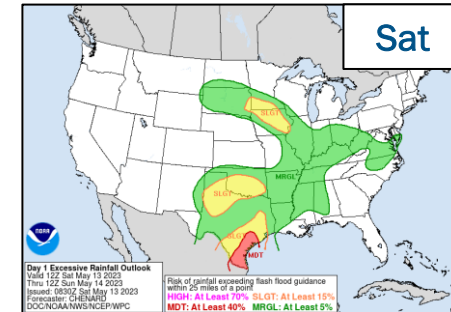 Sat
SLGT
MRGL
SLGT
SLGT
MDT
noaa
Day 1 Excessive Rainfall Outlook
Valid 12Z Sat May 13 2023
Thru 12Z Sun May 14 2023
Issued: 0830Z Sat May 13 2023
Forecaster: CHENARD
DOC/NOAA/NWS/NCEP/WPC
Risk of rainfall exceeding flash flood guidance
within 25 miles of a point
HIGH: At Least 70% SLGT: At Least 15%
MDT: At Least 40% MRGL: At Least 5%